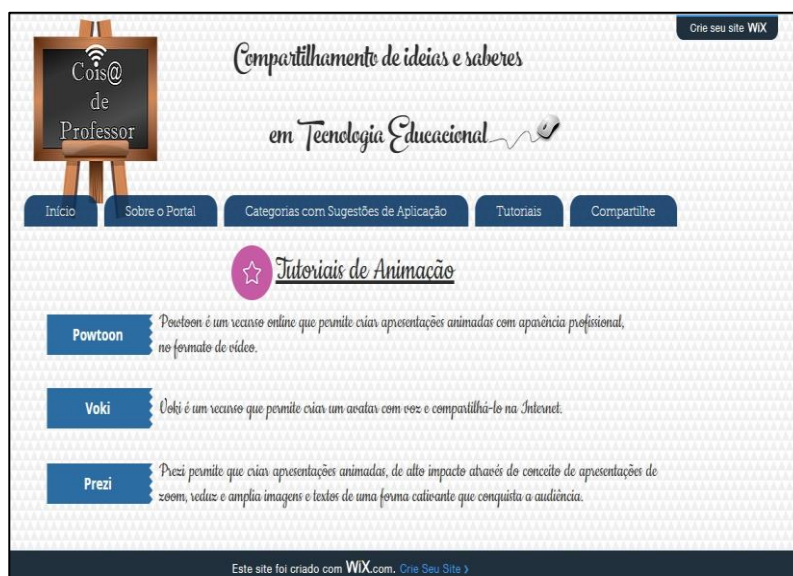 Crie seu site WiX
Cois@
de
Professor
Compartilhamento de ideias e saberes
em Tecnologia Educacional
Início
Sobre o Portal
Categorias com Sugestões de Aplicação
Tutoriais
Compartilhe
Tutoriais de Animação
Powtoon
Powtoon é um recurso online que permite criar apresentações animadas com aparência profissional,
no formato de vídeo.
Voki
Voki é um recurso que permite criar um avatar com voz e compartilhá-lo na Internet.
Prezi
Prezi permite que criar apresentações animadas, de alto impacto através do conceito de apresentações de
zoom, reduz e amplia imagens e textos de uma forma cativante que conquista a audiência.
Este site foi criado com WiX.com. Crie Seu Site >